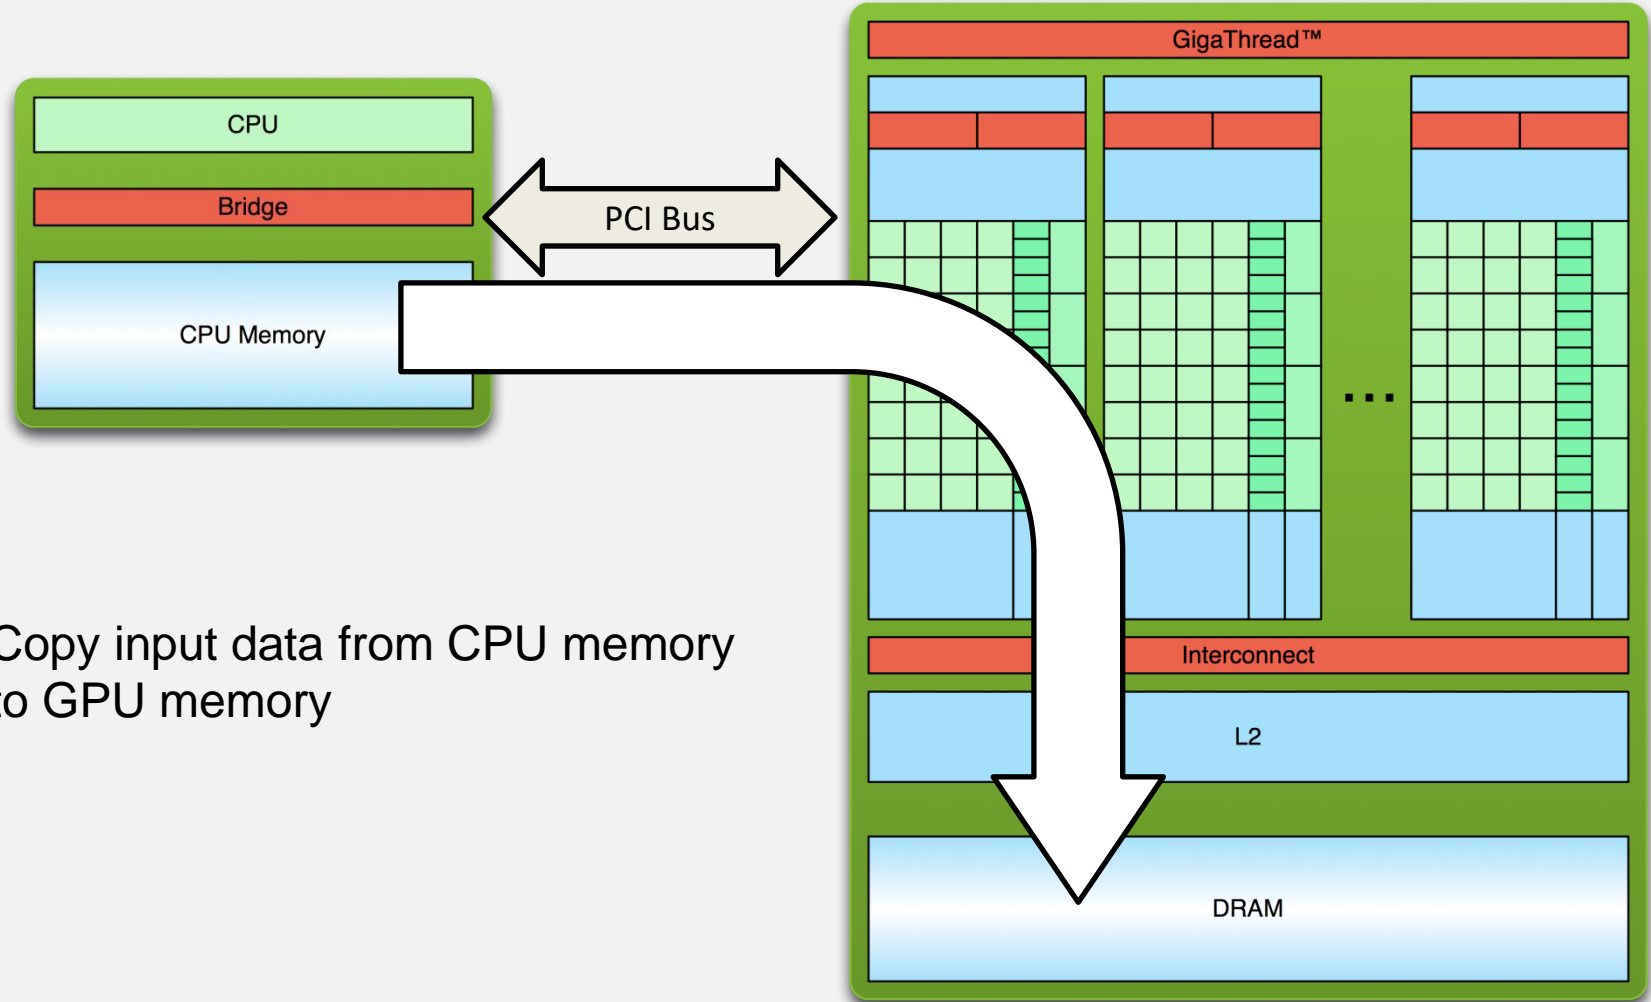 GigaThread™
CPU
Bridge
PCI Bus
CPU Memory
...
Copy input data from CPU memory
to GPU memory
Interconnect
L2
DRAM